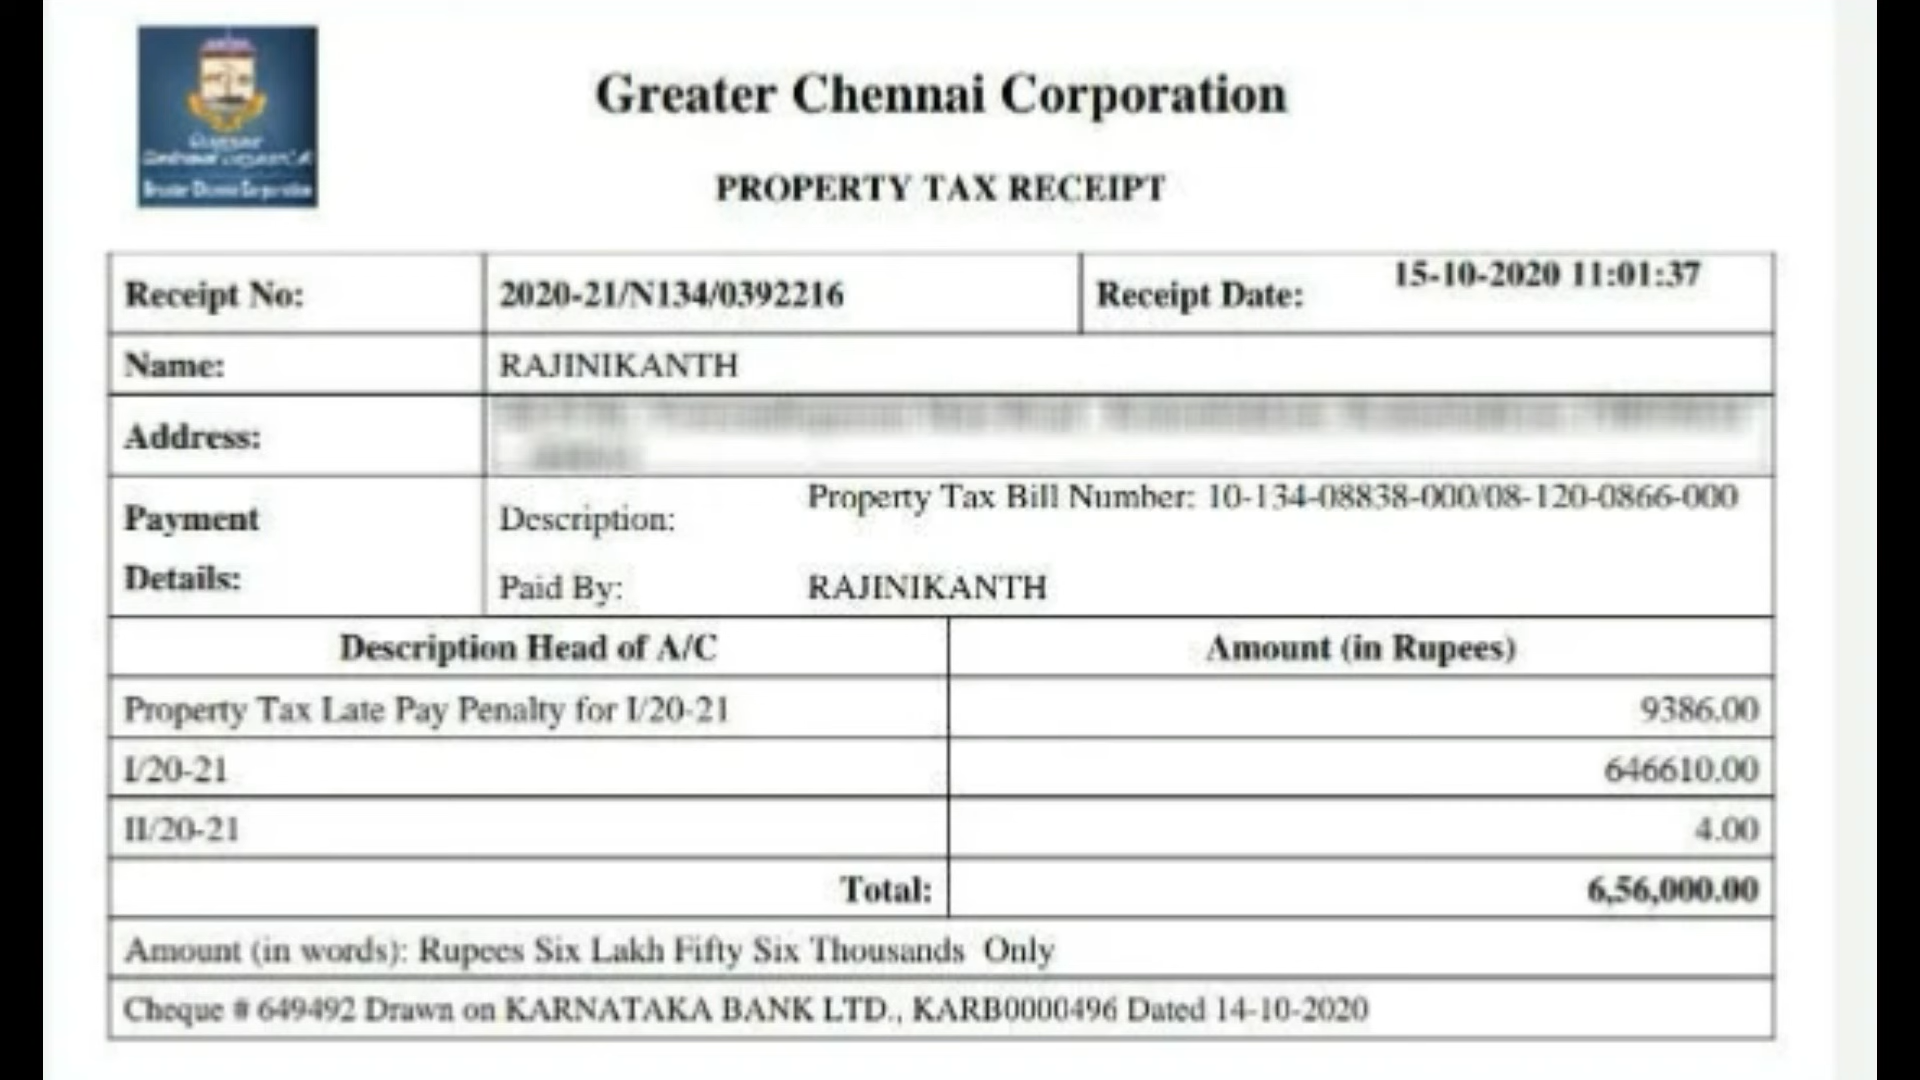 Greater Chennai Corporation
PROPERTY TAX RECEIPT
Receipt No: 2020-21/N134/0392216 Receipt Date: 15-10-2020 11:01:37
Name: RAJINIKANTH
Address:
Payment Details:
Description: Property Tax Bill Number: 10-134-08838-000/08-120-0866-000
Paid By: RAJINIKANTH
Description Head of A/C Amount (in Rupees)
Property Tax Late Pay Penalty for I/20-21 9386.00
I/20-21 646610.00
II/20-21 4.00
Total: 6,56,000.00
Amount (in words): Rupees Six Lakh Fifty Six Thousands Only
Cheque # 649492 Drawn on KARNATAKA BANK LTD., KARB0000496 Dated 14-10-2020